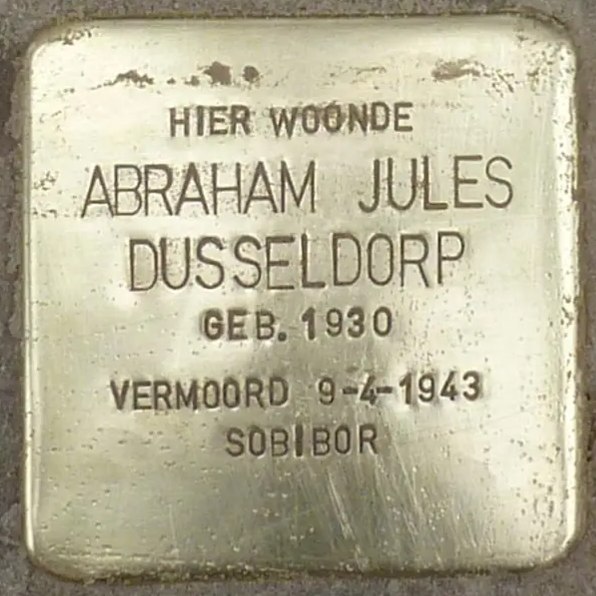 HIER WOONDE
ABRAHAM JULES
DUSSELDORP
GEB. 1930
VERMOORD 9-4-1943
SOBIBOR